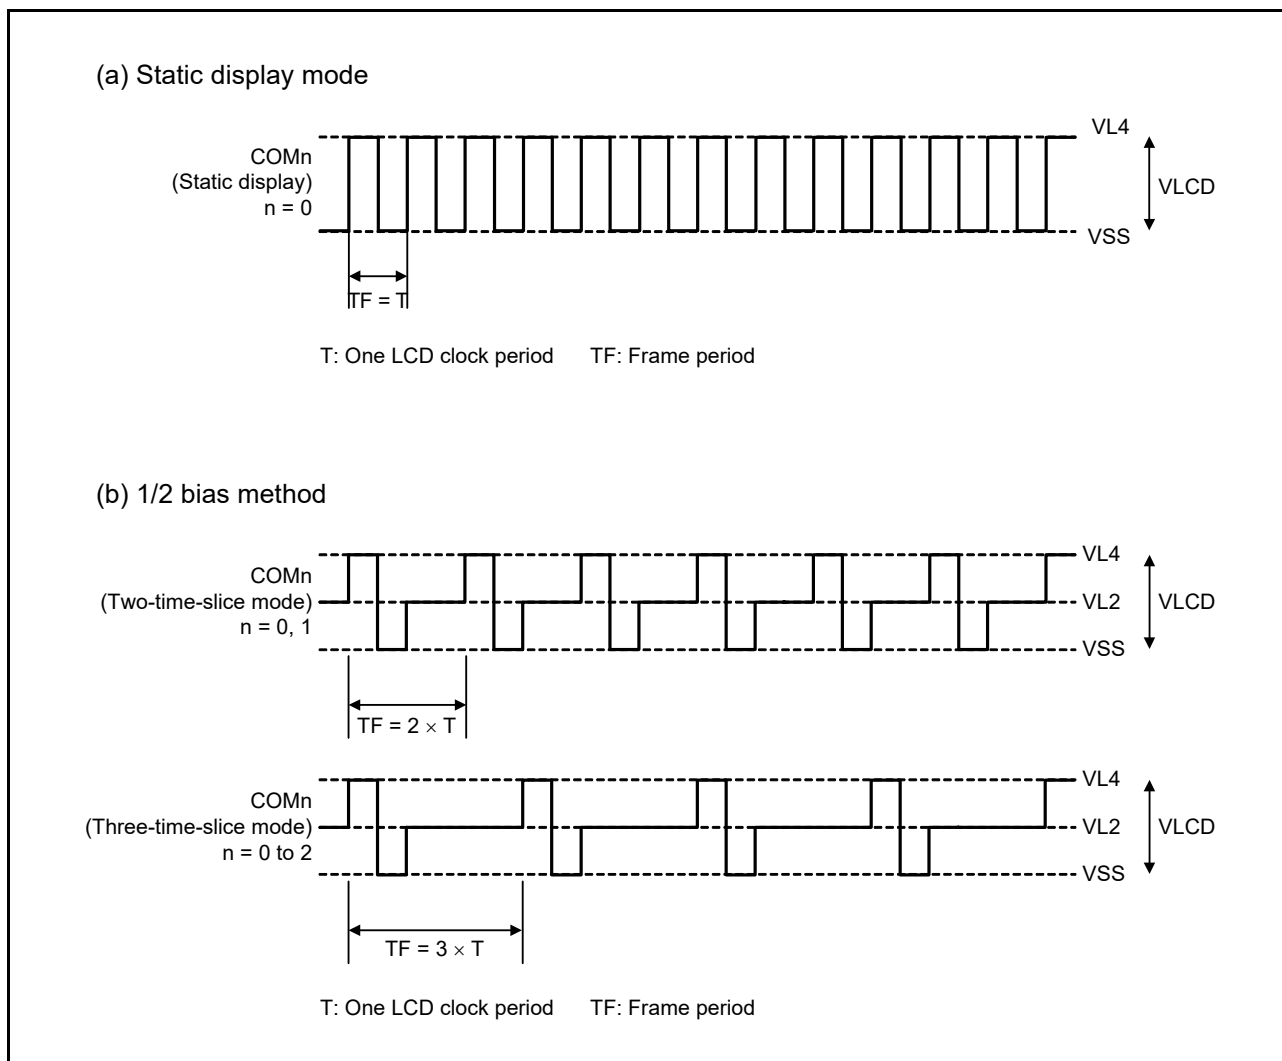 (a) Static display mode
VL4
COMn
(Static display)
n = 0
VLCD
VSS
TF = T
T: One LCD clock period TF: Frame period
(b) 1/2 bias method
VL4
COMn
(Two-time-slice mode)
n = 0, 1
VL2
VLCD
VSS
TF = 2 × T
VL4
COMn
(Three-time-slice mode)
n = 0 to 2
VL2
VLCD
VSS
TF = 3 × T
T: One LCD clock period TF: Frame period